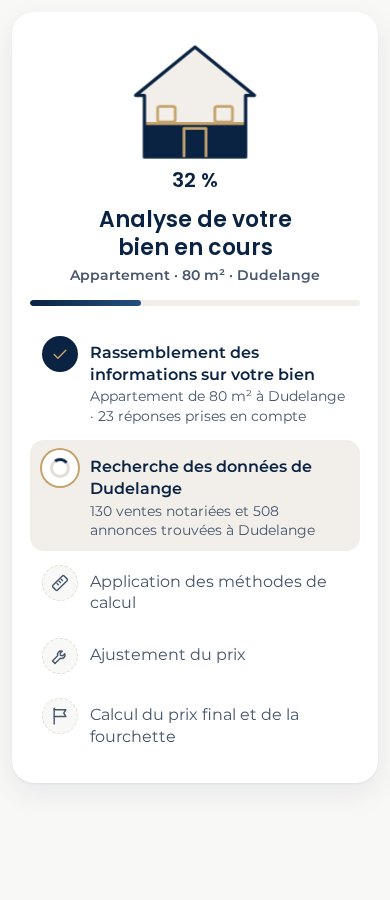 32 %
Analyse de votre
bien en cours
Appartement · 80 m² · Dudelange
Rassemblement des
informations sur votre bien
Appartement de 80 m² à Dudelange
· 23 réponses prises en compte
Recherche des données de
Dudelange
130 ventes notariées et 508
annonces trouvées à Dudelange
Application des méthodes de
calcul
Ajustement du prix
Calcul du prix final et de la
fourchette